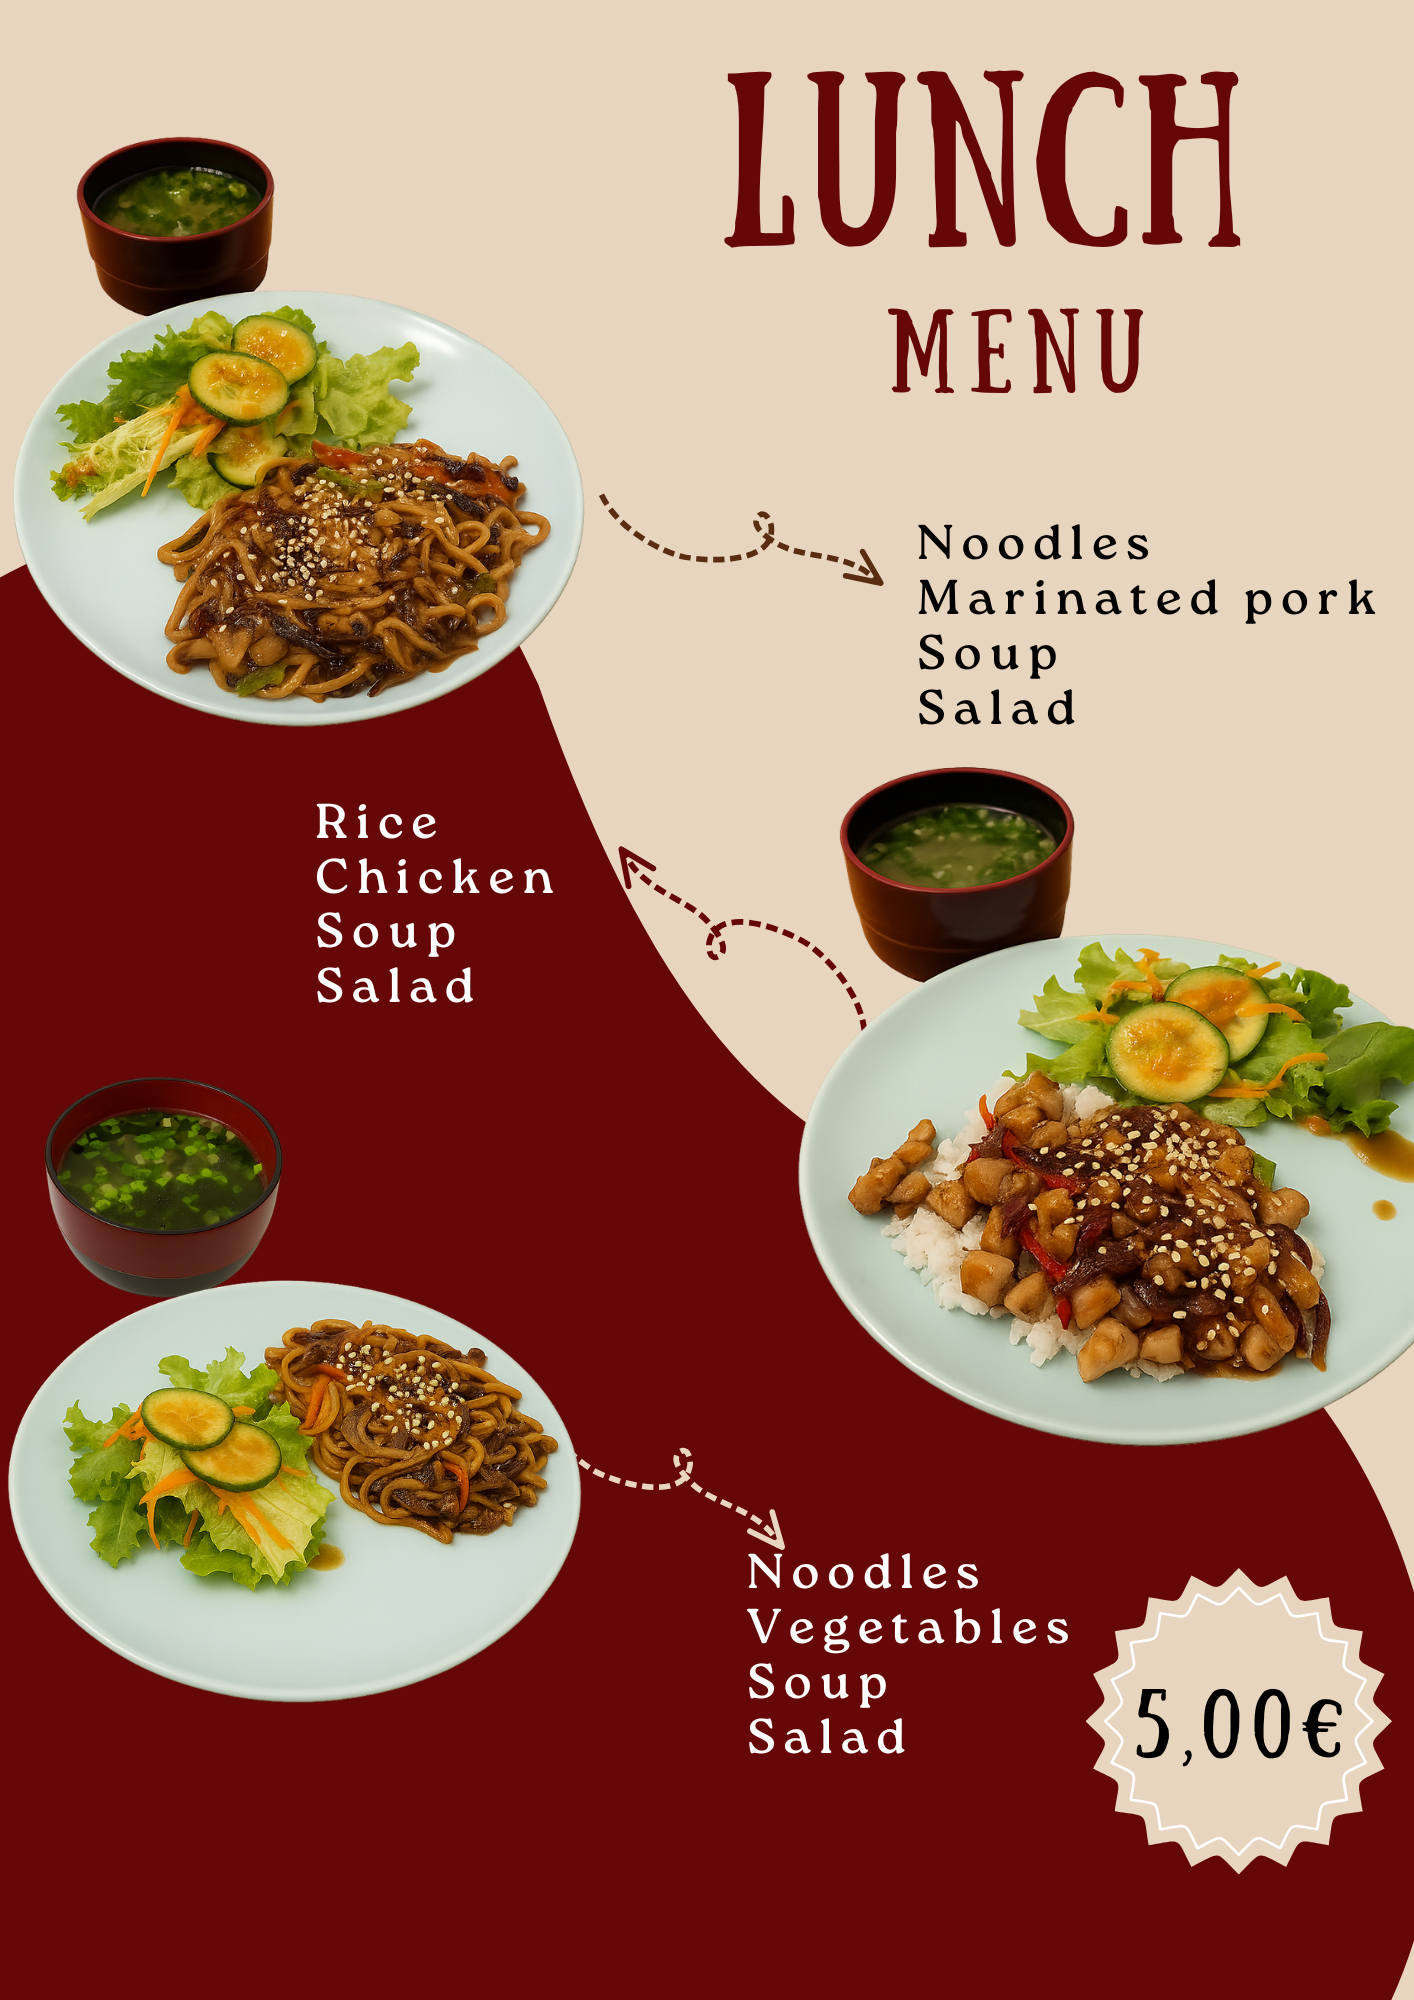 LUNCH
MENU
Noodles
Marinated pork
Soup
Salad
Rice
Chicken
Soup
Salad
Noodles
Vegetables
Soup
Salad
5,00€